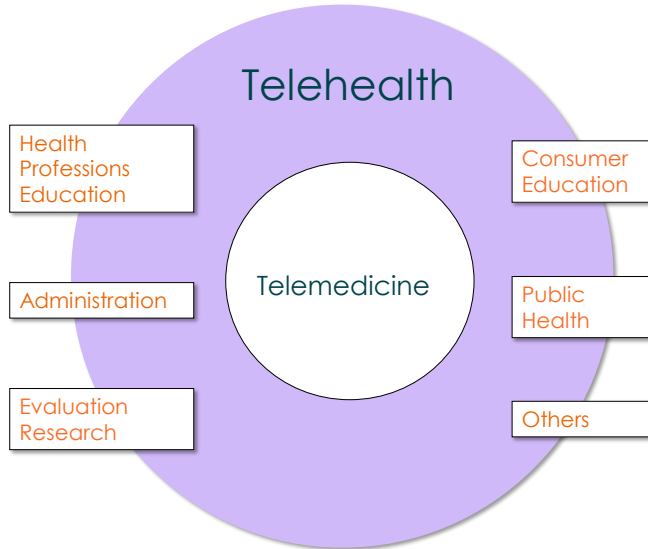 Telehealth
Health
Professions
Education
Consumer
Education
Telemedicine
Administration
Public
Health
Evaluation
Research
Others